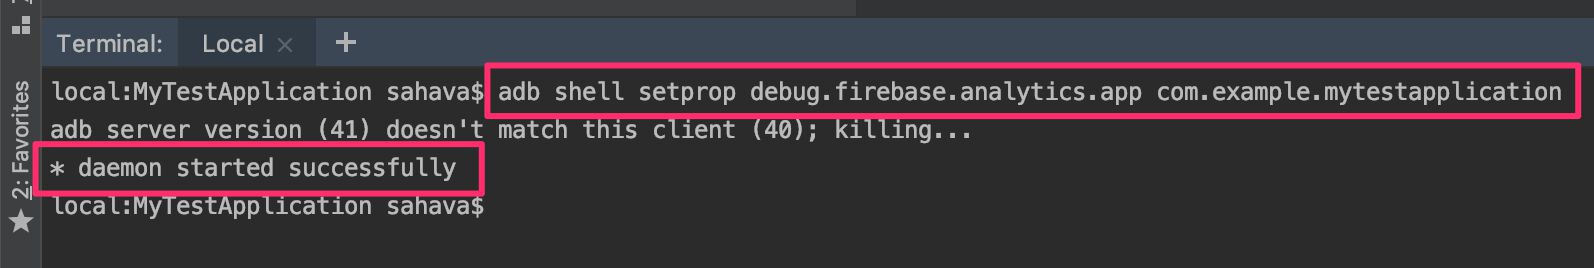 Terminal: Local × +
local:MyTestApplication sahava$ adb shell setprop debug.firebase.analytics.app com.example.mytestapplication
adb server version (41) doesn't match this client (40); killing...
* daemon started successfully
local:MyTestApplication sahava$
2: Favorites